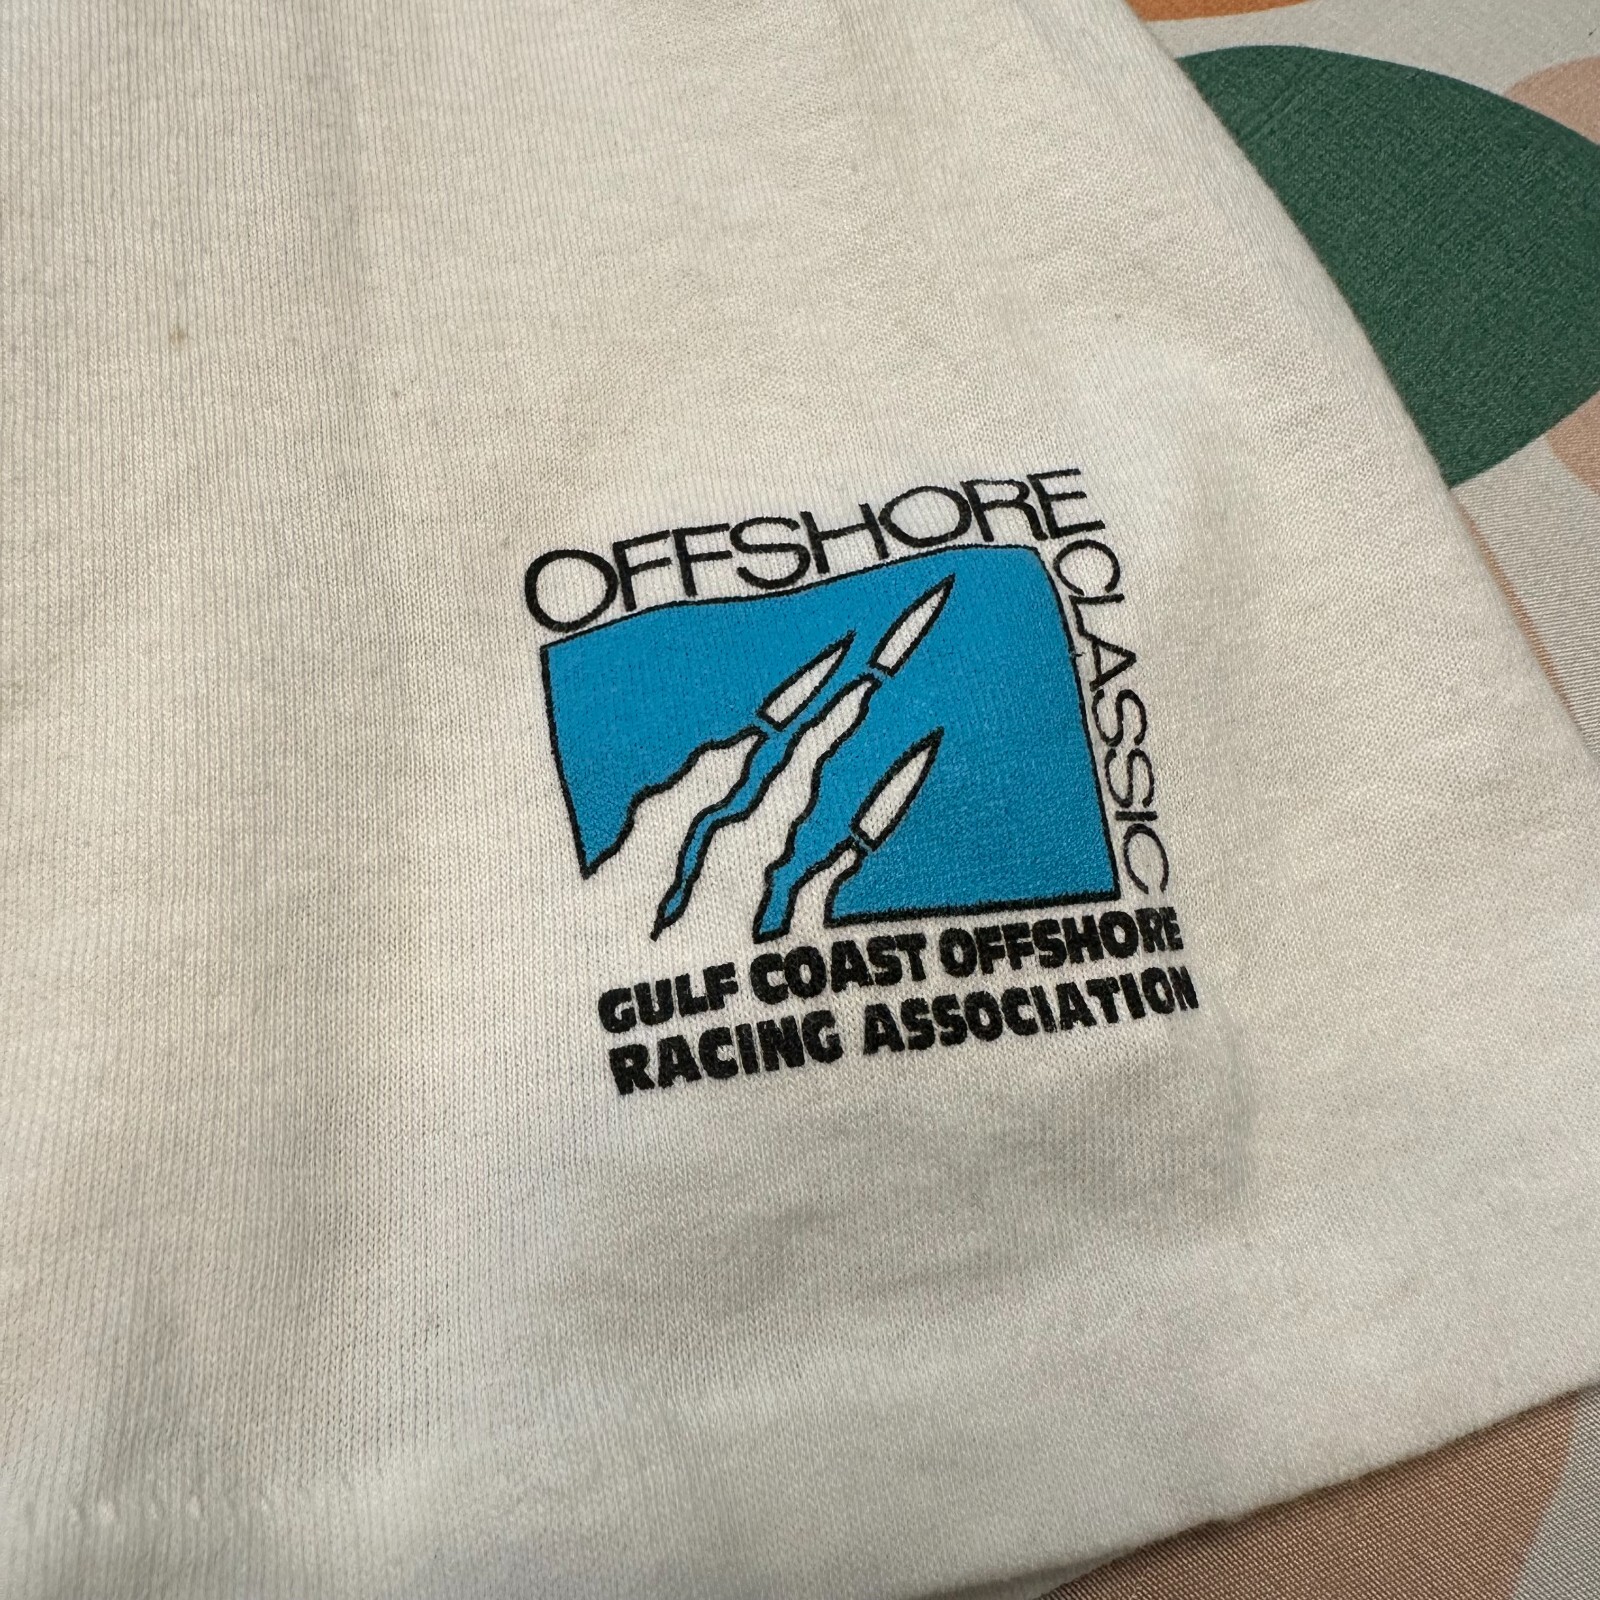 OFFSHORE
CLASSIC
GULF COAST OFFSHORE
RACING ASSOCIATION